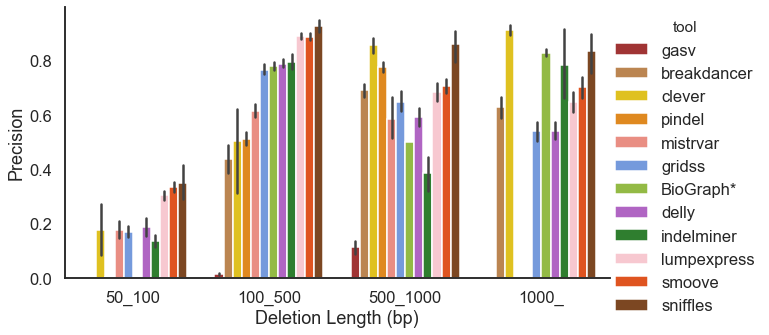 tool
gasv
breakdancer
clever
pindel
mistrvar
gridss
BioGraph*
delly
indelminer
lumpexpress
smoove
sniffles
Precision
0.8
0.6
0.4
0.2
0.0
50_100 100_500 500_1000 1000_
Deletion Length (bp)